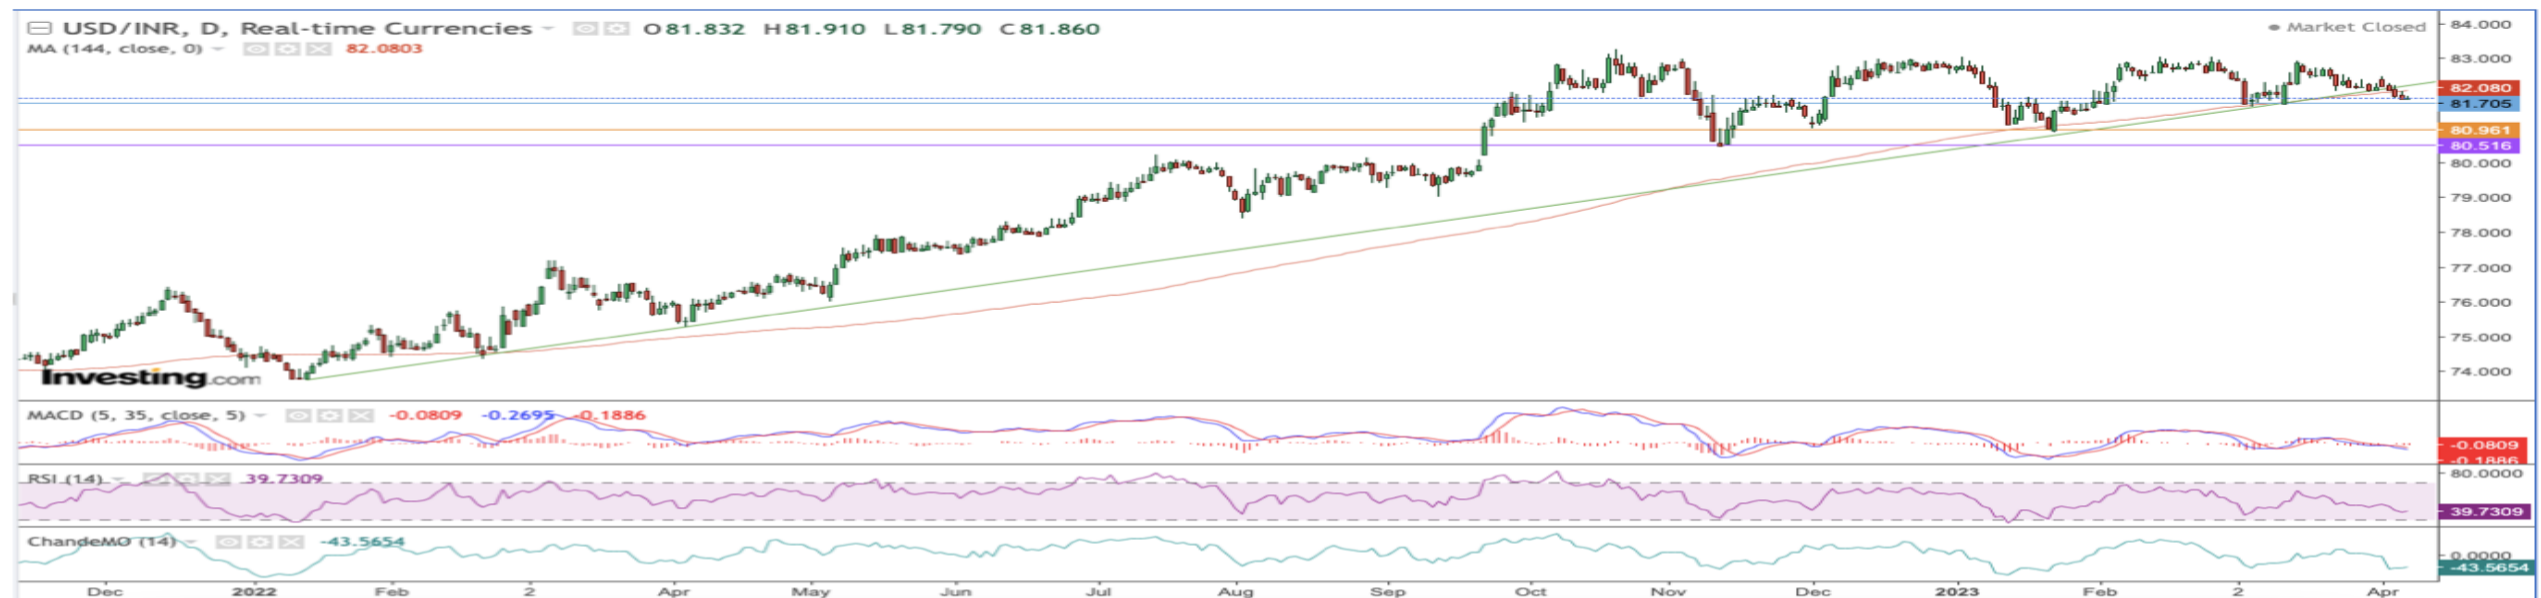 USD/INR, D, Real-time Currencies O81.832 H81.910 L81.790 C81.860
Market Closed
MA (144, close, 0) 82.0803
84.000
83.000
82.080
81.705
80.961
80.516
80.000
79.000
78.000
77.000
76.000
75.000
74.000
Investing.com
MACD (5, 35, close, 5) -0.0809 -0.2695 -0.1886
-0.0809
-0.1886
RSI (14) 39.7309
80.0000
39.7309
ChandeMO (14) -43.5654
0.0000
-43.5654
Dec 2022 Feb 2 Apr May Jun Jul Aug Sep Oct Nov Dec 2023 Feb 2 Apr